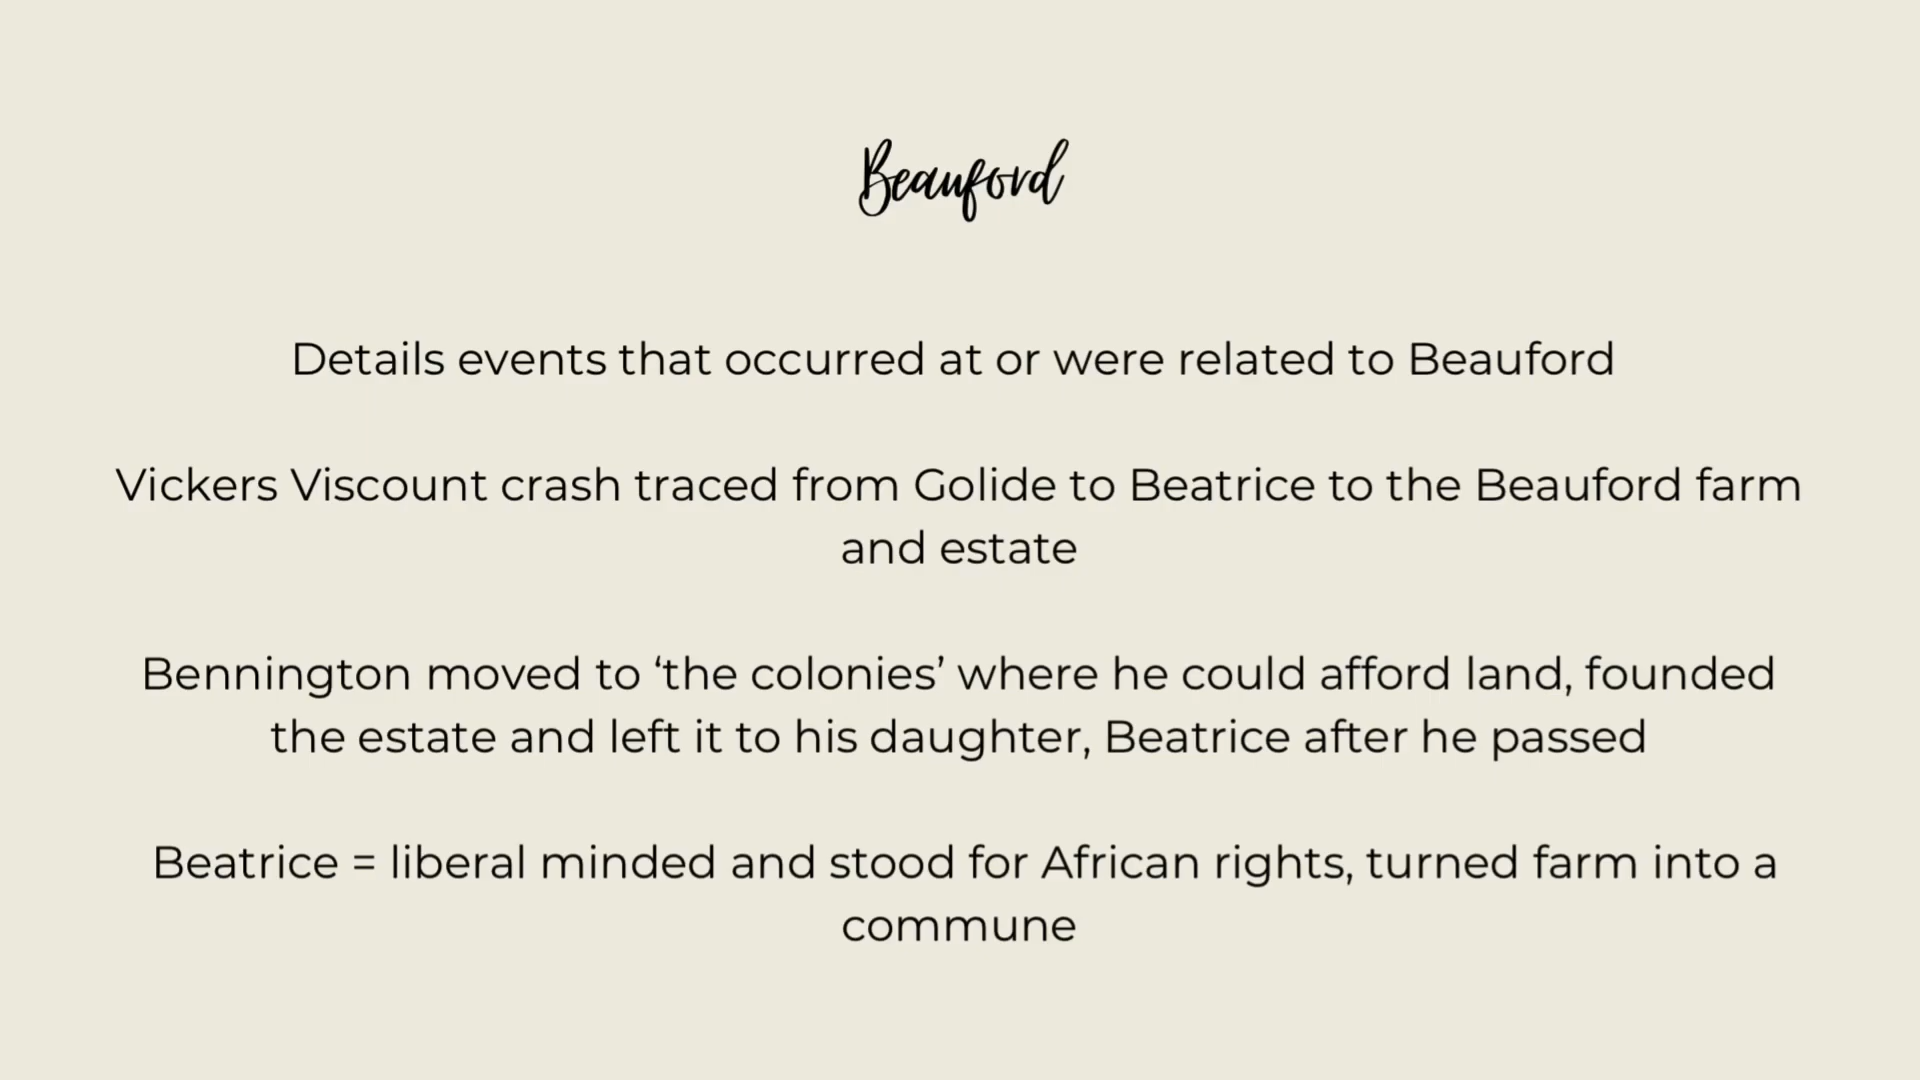 Beauford
Details events that occurred at or were related to Beauford
Vickers Viscount crash traced from Golide to Beatrice to the Beauford farm
and estate
Bennington moved to ‘the colonies’ where he could afford land, founded
the estate and left it to his daughter, Beatrice after he passed
Beatrice = liberal minded and stood for African rights, turned farm into a
commune